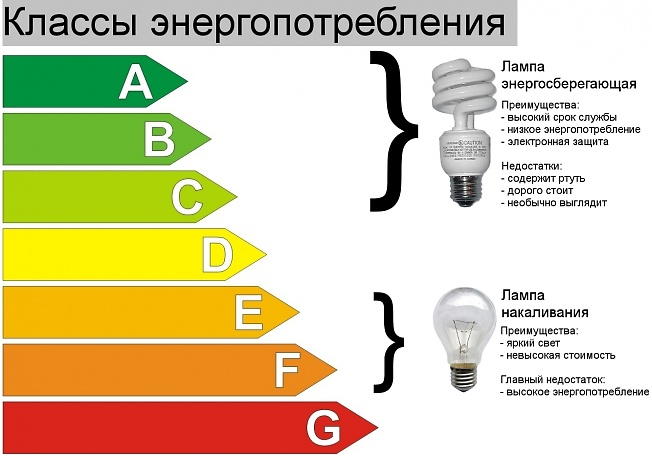 Классы энергопотребления
A
B
C
D
E
F
G
Лампа
энергосберегающая
Преимущества:
- высокий срок службы
- низкое энергопотребление
- электронная защита
Недостатки:
- содержит ртуть
- дорого стоит
- необычно выглядит
CAUTION
Лампа
накаливания
Преимущества:
- яркий свет
- невысокая стоимость
Главный недостаток:
- высокое энергопотребление